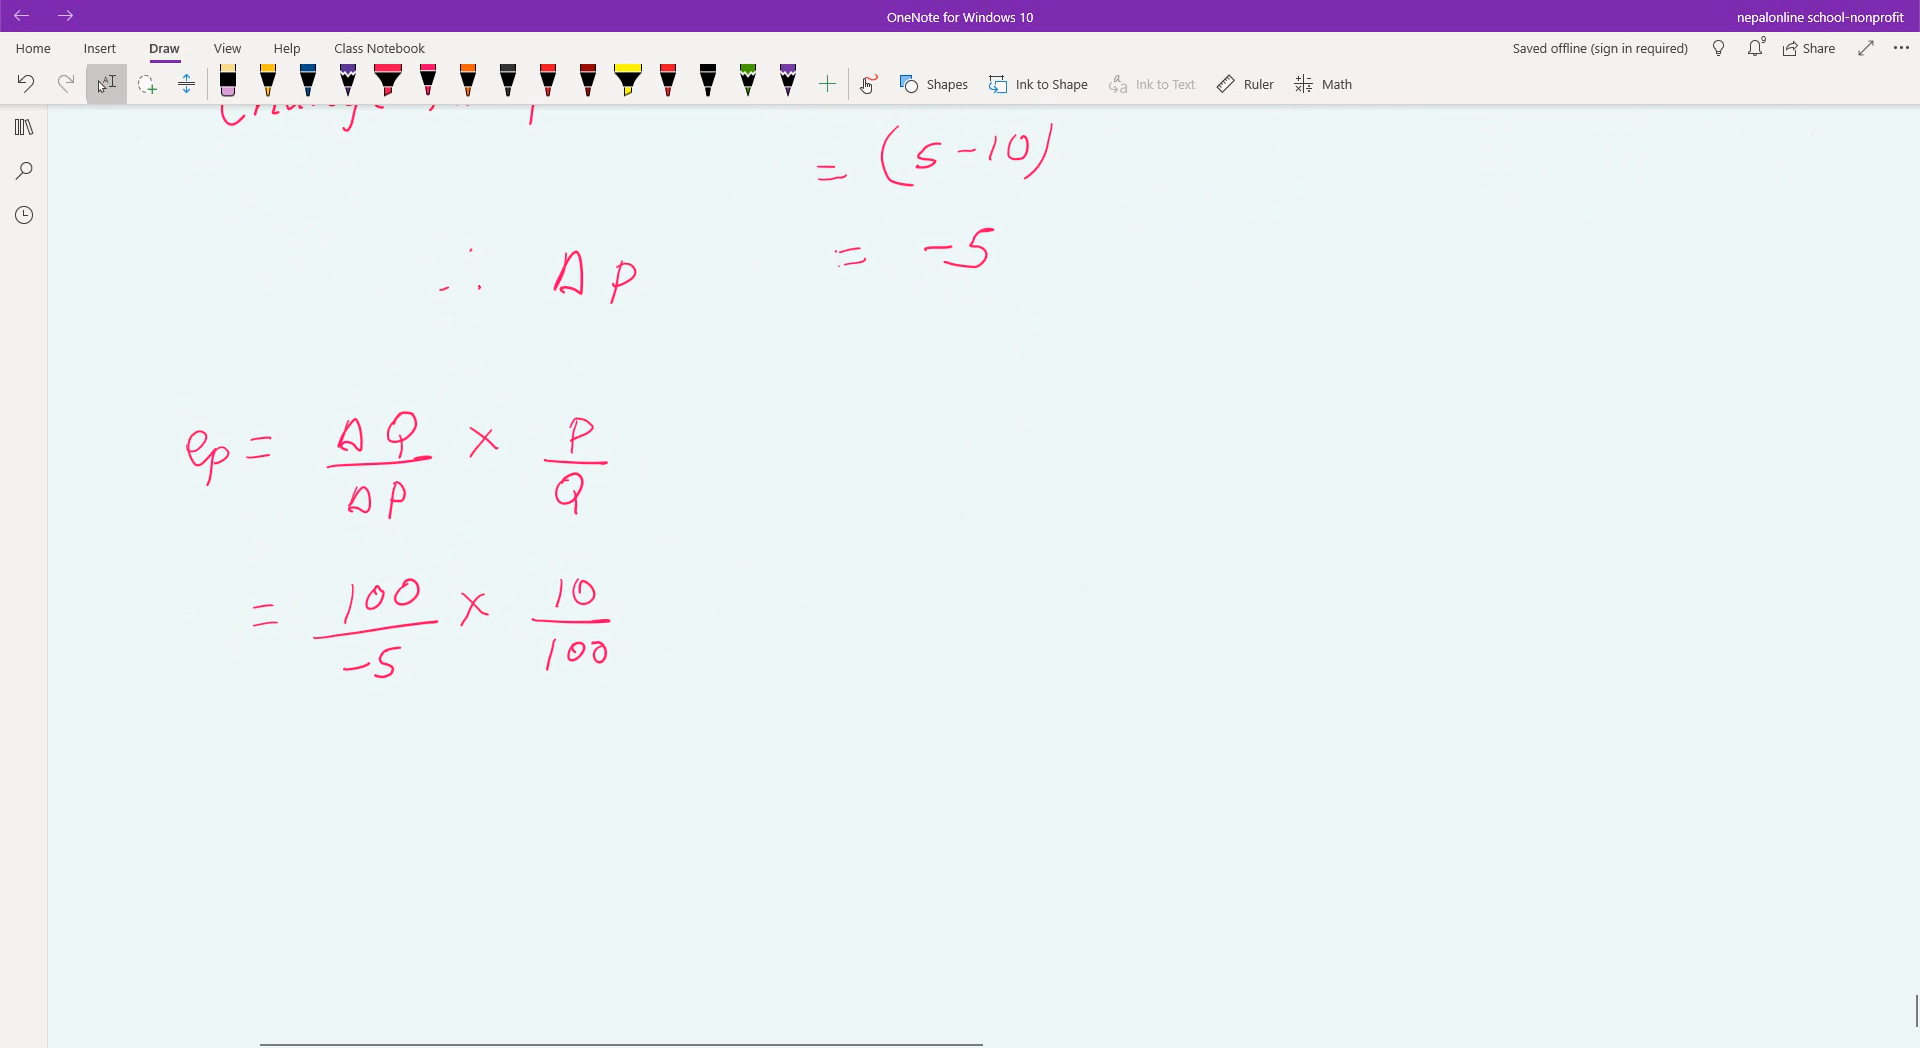 OneNote for Windows 10
nepalonline school-nonprofit
Home Insert Draw View Help Class Notebook
Saved offline (sign in required)
9
Share
Shapes
Ink to Shape
Ink to Text
Ruler
Math
= (5-10)
∴ ΔP = -5
ep = ΔQ/ΔP × P/Q
= 100/-5 × 10/100